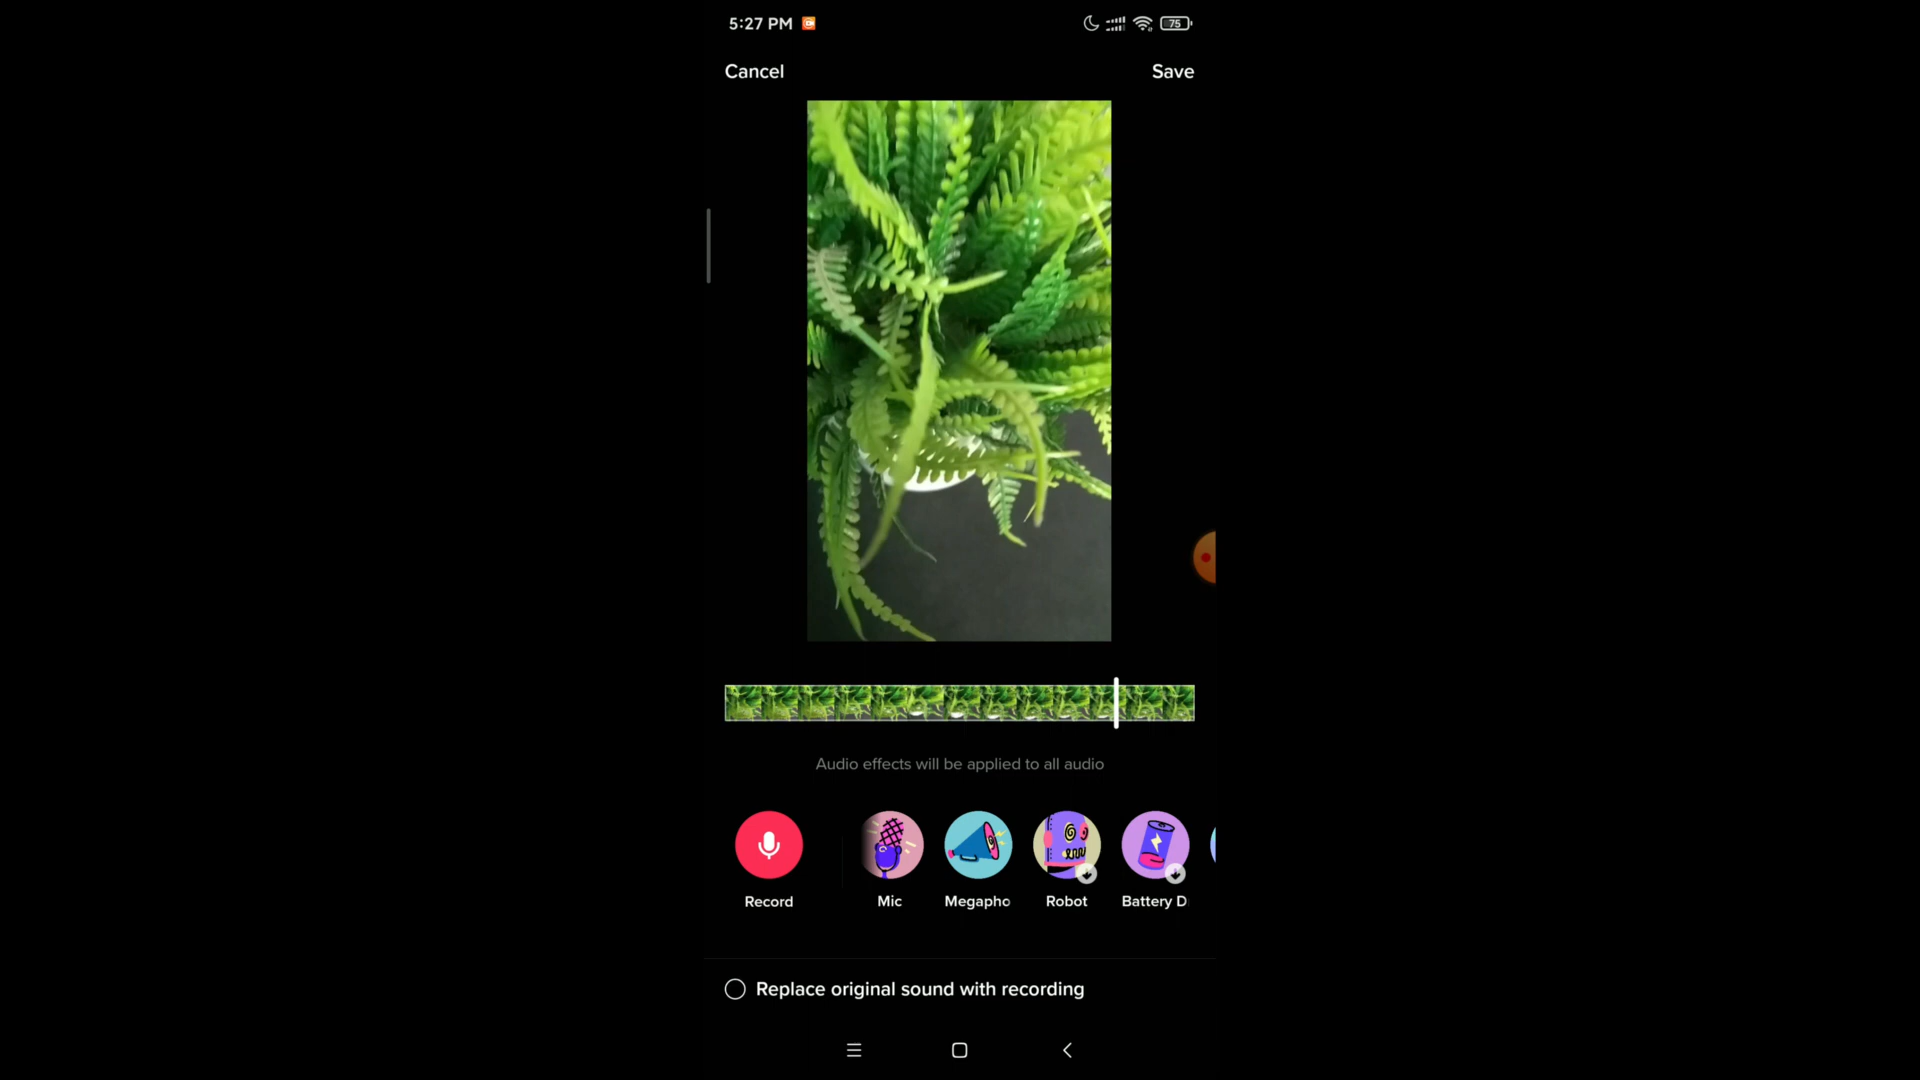 5:27 PM
75
Cancel
Save
Audio effects will be applied to all audio
Record
Mic
Megapho
Robot
Battery D
Replace original sound with recording